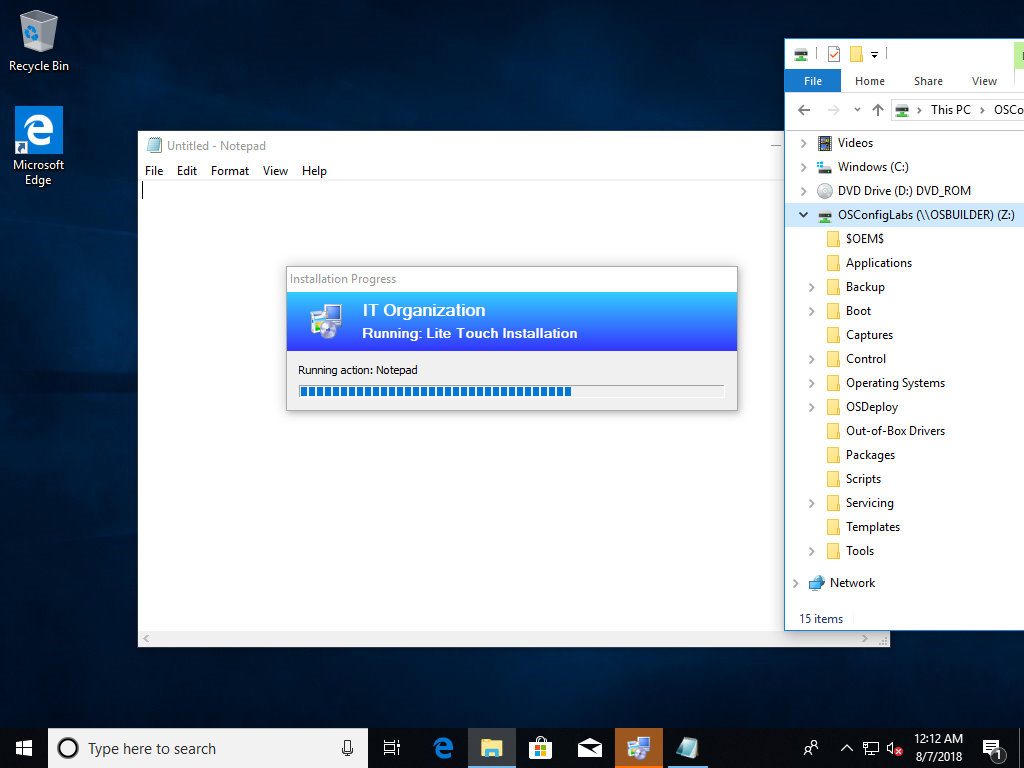 Recycle Bin
Microsoft
Edge
Untitled - Notepad
File Edit Format View Help
Installation Progress
IT Organization
Running: Lite Touch Installation
Running action: Notepad
File Home Share View
This PC OSCo
Videos
Windows (C:)
DVD Drive (D:) DVD_ROM
OSConfigLabs (\\OSBUILDER) (Z:)
$OEM$
Applications
Backup
Boot
Captures
Control
Operating Systems
OSDeploy
Out-of-Box Drivers
Packages
Scripts
Servicing
Templates
Tools
Network
15 items
Type here to search
12:12 AM
8/7/2018
1